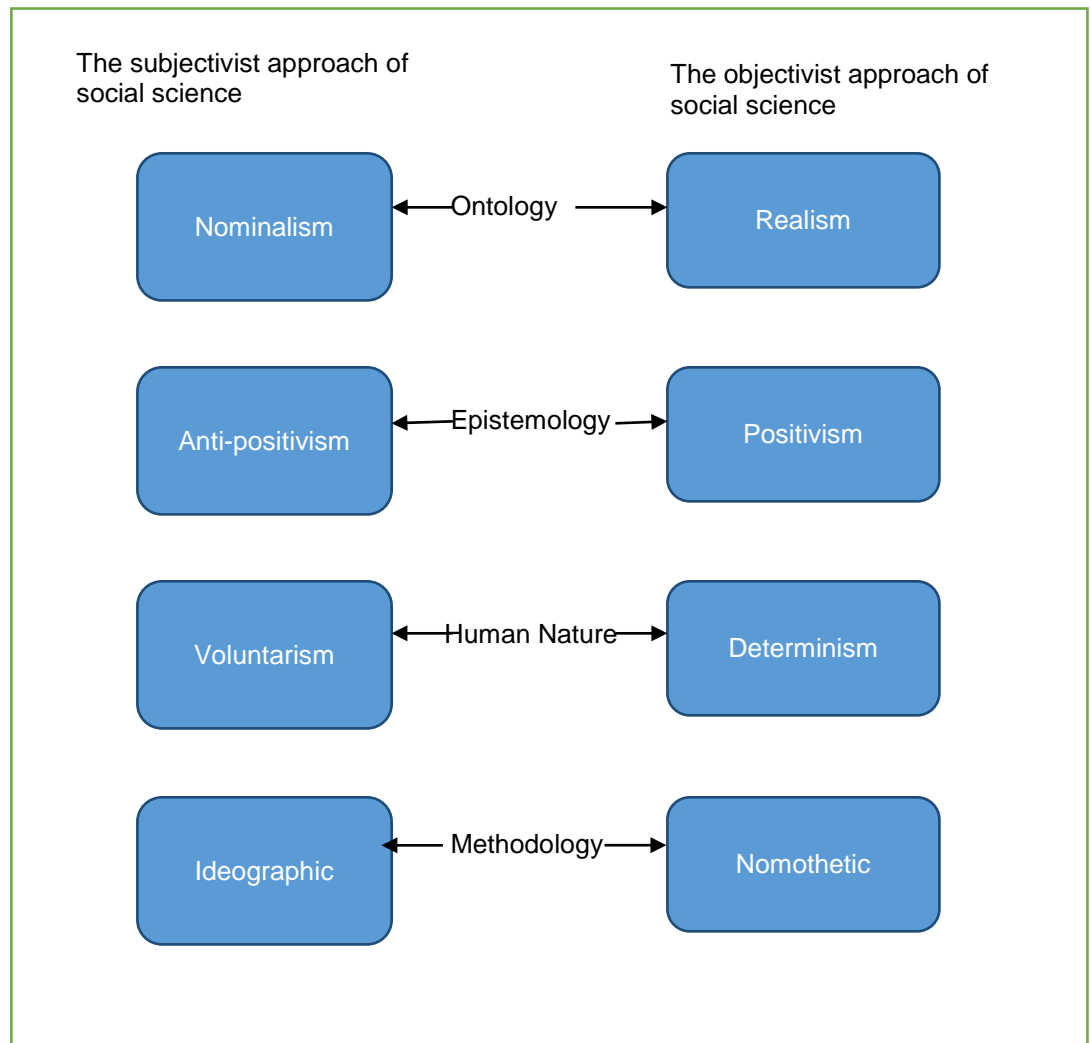 The subjectivist approach of
social science
The objectivist approach of
social science
Nominalism
Ontology
Realism
Anti-positivism
Epistemology
Positivism
Voluntarism
Human Nature
Determinism
Ideographic
Methodology
Nomothetic